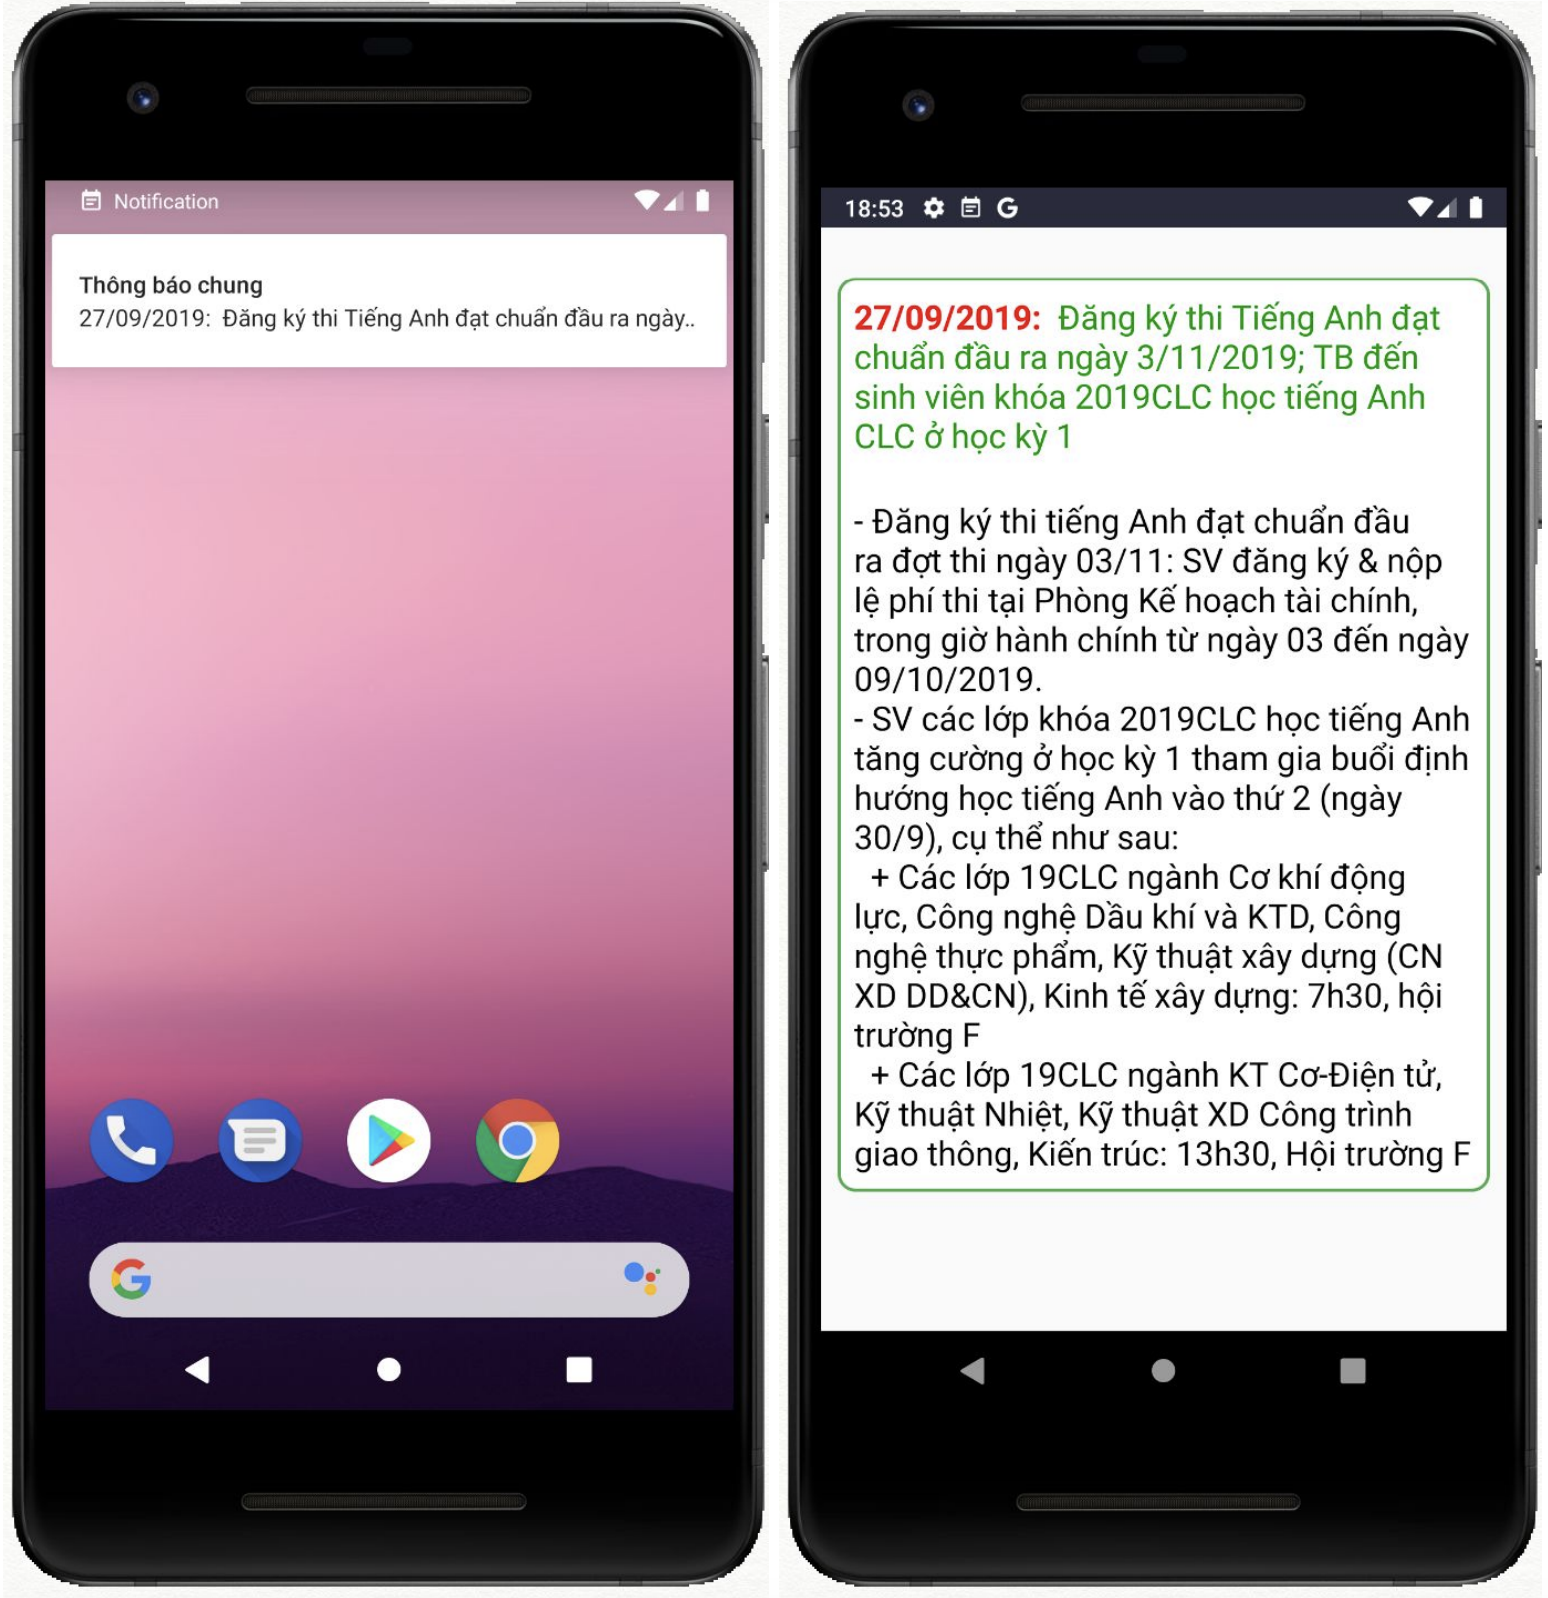 Notification
Thông báo chung
27/09/2019: Đăng ký thi Tiếng Anh đạt chuẩn đầu ra ngày..
18:53
27/09/2019: Đăng ký thi Tiếng Anh đạt
chuẩn đầu ra ngày 3/11/2019; TB đến
sinh viên khóa 2019CLC học tiếng Anh
CLC ở học kỳ 1
- Đăng ký thi tiếng Anh đạt chuẩn đầu
ra đợt thi ngày 03/11: SV đăng ký & nộp
lệ phí thi tại Phòng Kế hoạch tài chính,
trong giờ hành chính từ ngày 03 đến ngày
09/10/2019.
- SV các lớp khóa 2019CLC học tiếng Anh
tăng cường ở học kỳ 1 tham gia buổi định
hướng học tiếng Anh vào thứ 2 (ngày
30/9), cụ thể như sau:
+ Các lớp 19CLC ngành Cơ khí động
lực, Công nghệ Dầu khí và KTD, Công
nghệ thực phẩm, Kỹ thuật xây dựng (CN
XD DD&CN), Kinh tế xây dựng: 7h30, hội
trường F
+ Các lớp 19CLC ngành KT Cơ-Điện tử,
Kỹ thuật Nhiệt, Kỹ thuật XD Công trình
giao thông, Kiến trúc: 13h30, Hội trường F